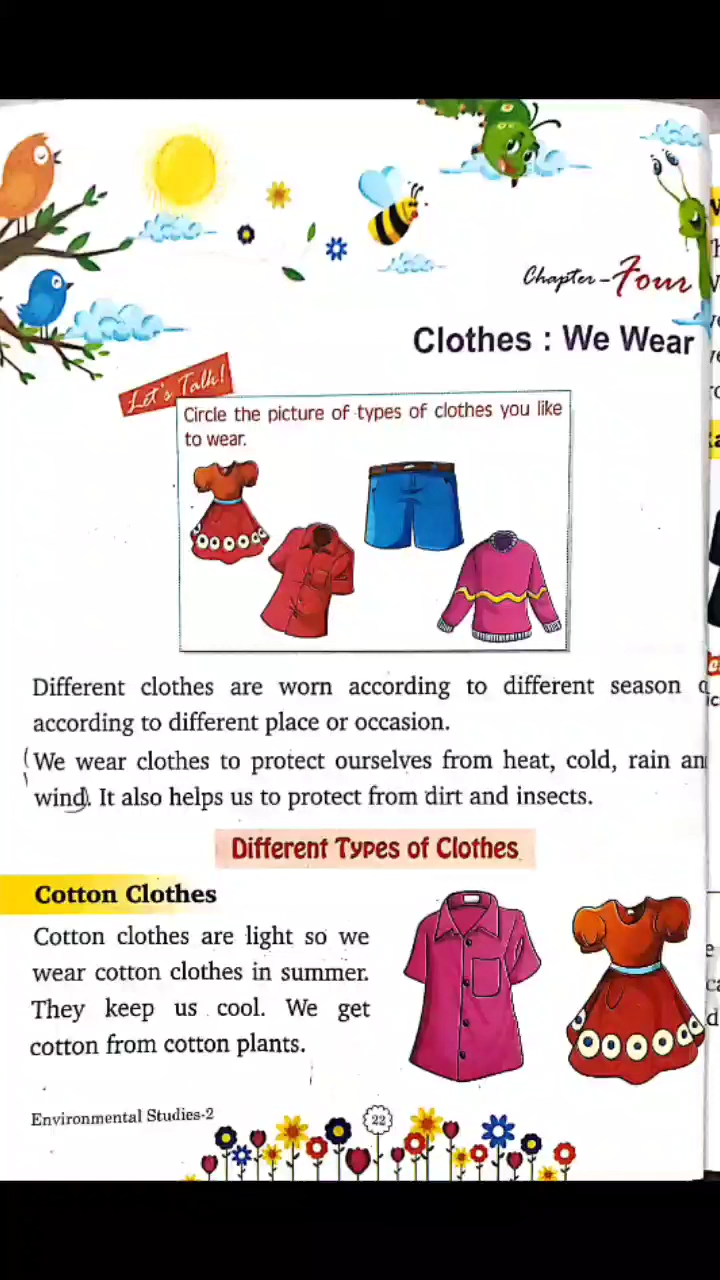 Chapter-Four
Clothes : We Wear
Let's Talk!
Circle the picture of types of clothes you like
to wear.
Different clothes are worn according to different season
according to different place or occasion.
We wear clothes to protect ourselves from heat, cold, rain an
wind. It also helps us to protect from dirt and insects.
Different Types of Clothes
Cotton Clothes
Cotton clothes are light so we
wear cotton clothes in summer.
They keep us cool. We get
cotton from cotton plants.
Environmental Studies-2
22